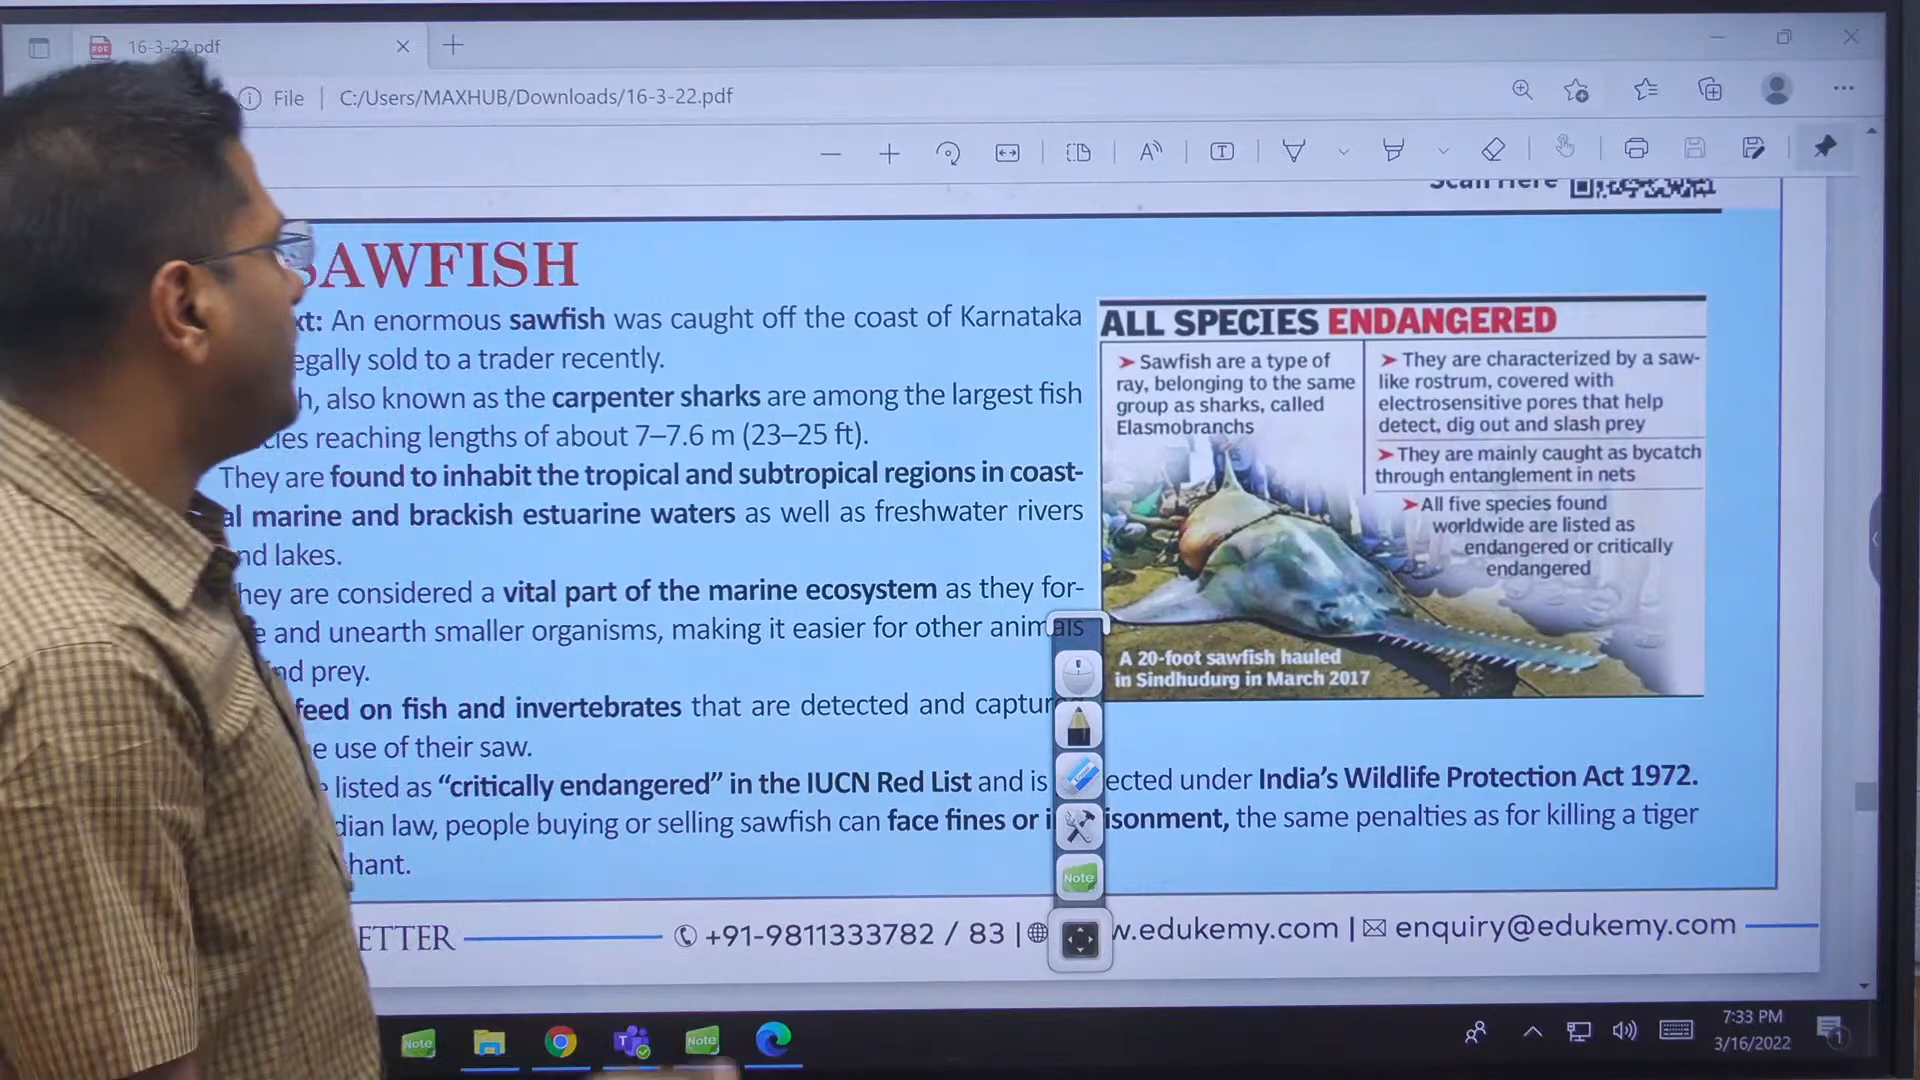 16-3-22.pdf
File | C:/Users/MAXHUB/Downloads/16-3-22.pdf
Scan Here
SAWFISH
xt: An enormous sawfish was caught off the coast of Karnataka
egally sold to a trader recently.
h, also known as the carpenter sharks are among the largest fish
cies reaching lengths of about 7–7.6 m (23–25 ft).
They are found to inhabit the tropical and subtropical regions in coast-
al marine and brackish estuarine waters as well as freshwater rivers
nd lakes.
hey are considered a vital part of the marine ecosystem as they for-
e and unearth smaller organisms, making it easier for other animals
nd prey.
feed on fish and invertebrates that are detected and captur
e use of their saw.
listed as “critically endangered” in the IUCN Red List and is ected under India’s Wildlife Protection Act 1972.
dian law, people buying or selling sawfish can face fines or i isonment, the same penalties as for killing a tiger
hant.
ALL SPECIES ENDANGERED
➤ Sawfish are a type of
ray, belonging to the same
group as sharks, called
Elasmobranchs
➤ They are characterized by a saw-
like rostrum, covered with
electrosensitive pores that help
detect, dig out and slash prey
➤ They are mainly caught as bycatch
through entanglement in nets
➤ All five species found
worldwide are listed as
endangered or critically
endangered
A 20-foot sawfish hauled
in Sindhudurg in March 2017
Eraser
Note
ETTER
+91-9811333782 / 83 | w.edukemy.com | enquiry@edukemy.com
Note
Note
7:33 PM
3/16/2022
1